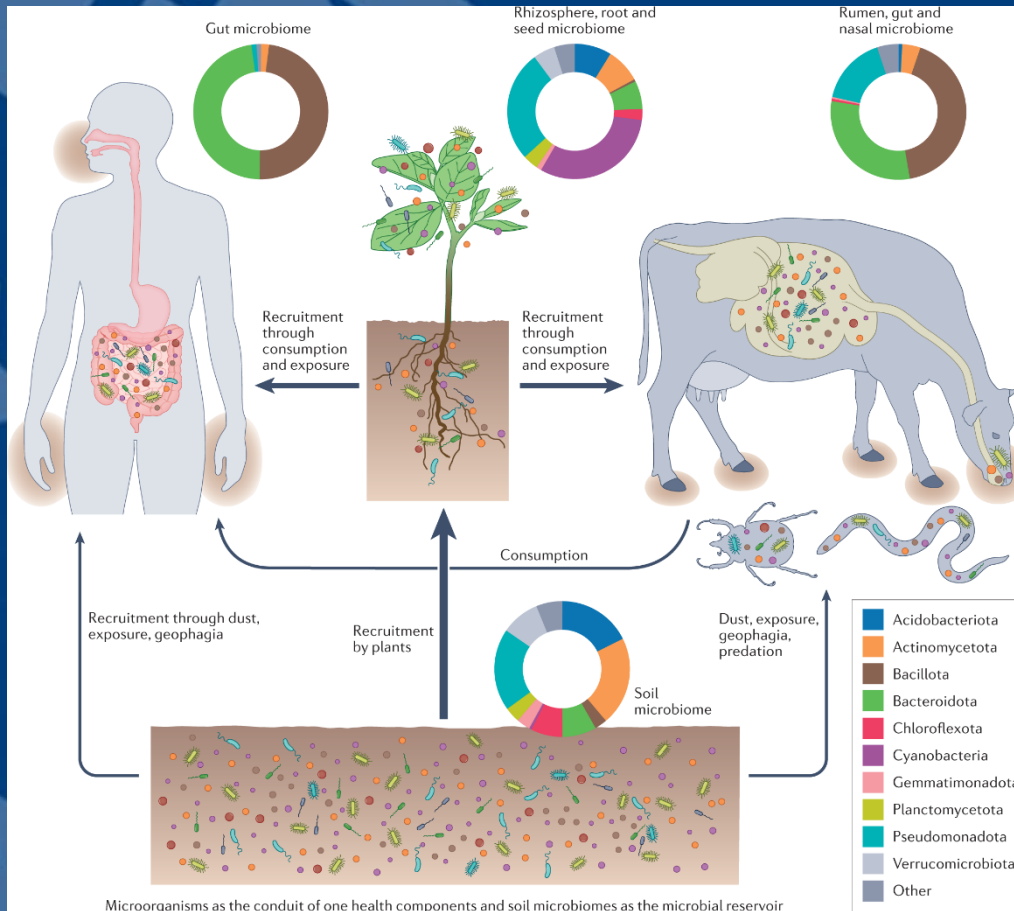 Gut microbiome
Rhizosphere, root and
seed microbiome
Rumen, gut and
nasal microbiome
Recruitment
through
consumption
and exposure
Recruitment
through
consumption
and exposure
Consumption
Recruitment through dust,
exposure, geophagia
Recruitment
by plants
Dust, exposure,
geophagia,
predation
Soil
microbiome
Acidobacteriota
Actinomycetota
Bacillota
Bacteroidota
Chloroflexota
Cyanobacteria
Gemmatimonadota
Planctomycetota
Pseudomonadota
Verrucomicrobiota
Other
Microorganisms as the conduit of one health components and soil microbiomes as the microbial reservoir